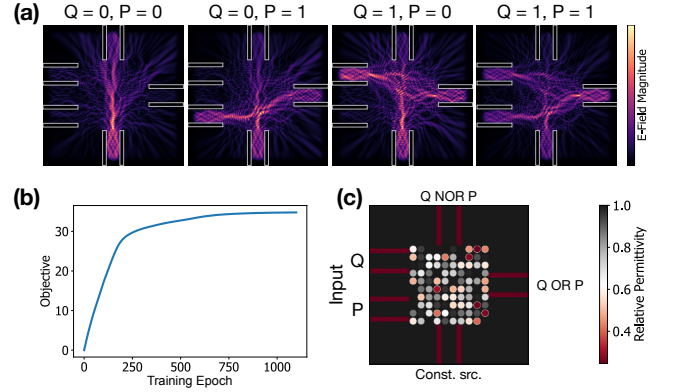 (a)
Q = 0, P = 0
Q = 0, P = 1
Q = 1, P = 0
Q = 1, P = 1
E-Field Magnitude
(b)
Objective
30
20
10
0
0
250
500
750
1000
Training Epoch
(c)
Q NOR P
Input
Q
P
Q OR P
Const. src.
1.0
0.8
0.6
0.4
Relative Permittivity